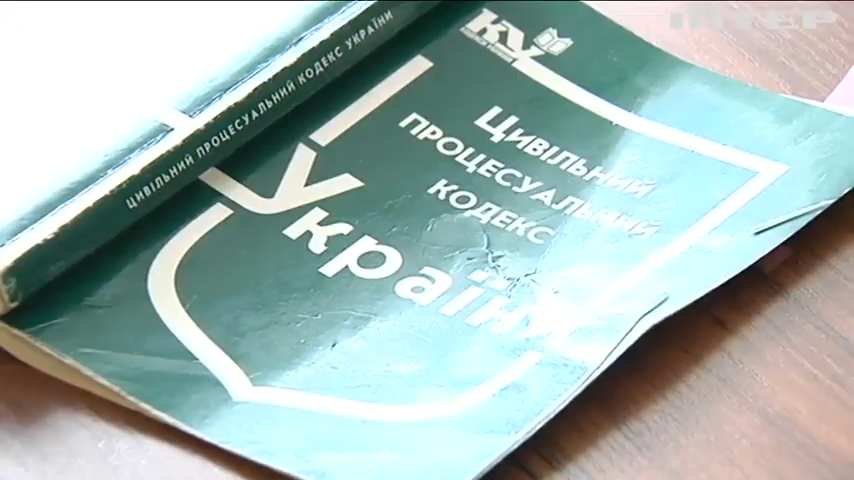 ІНТЕР
КУ
ЦИВІЛЬНИЙ ПРОЦЕСУАЛЬНИЙ КОДЕКС УКРАЇНИ
ЦИВІЛЬНИЙ
ПРОЦЕСУАЛЬНИЙ
КОДЕКС
України